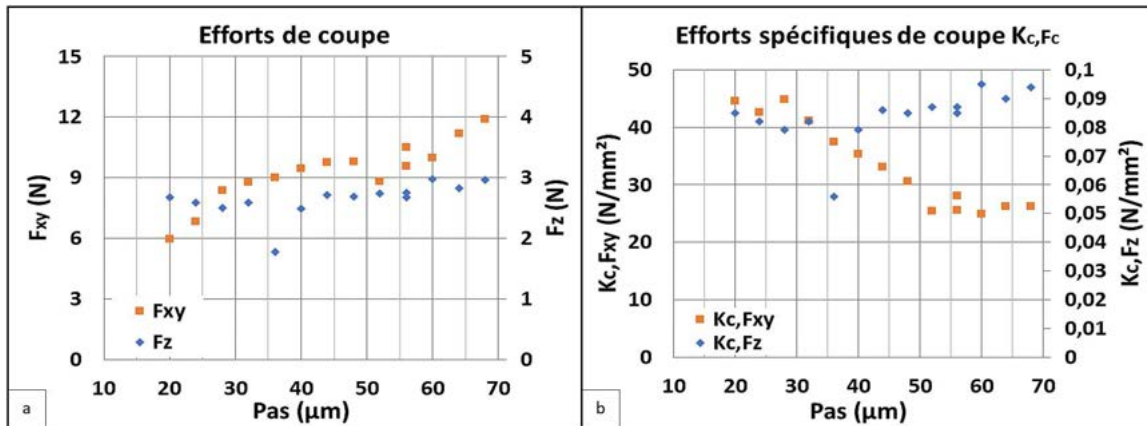 Efforts de coupe
15
12
9
6
3
0
Fxy (N)
5
4
3
2
1
0
Fz (N)
Fxy
Fz
10 20 30 40 50 60 70
Pas (µm)
a
Efforts spécifiques de coupe Kc,Fc
50
40
30
20
10
0
Kc,Fxy (N/mm²)
0,1
0,09
0,08
0,07
0,06
0,05
0,04
0,03
0,02
0,01
0
Kc,Fz (N/mm²)
Kc,Fxy
Kc,Fz
10 20 30 40 50 60 70
Pas (µm)
b